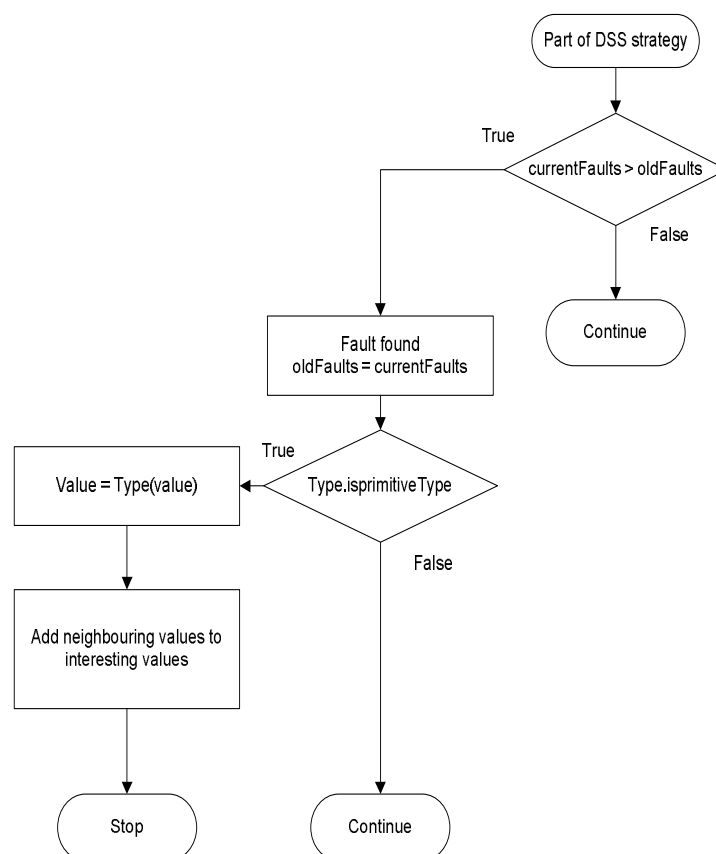 Part of DSS strategy
True
currentFaults > oldFaults
False
Continue
Fault found
oldFaults = currentFaults
True
Type.isprimitiveType
False
Value = Type(value)
Add neighbouring values to
interesting values
Stop
Continue